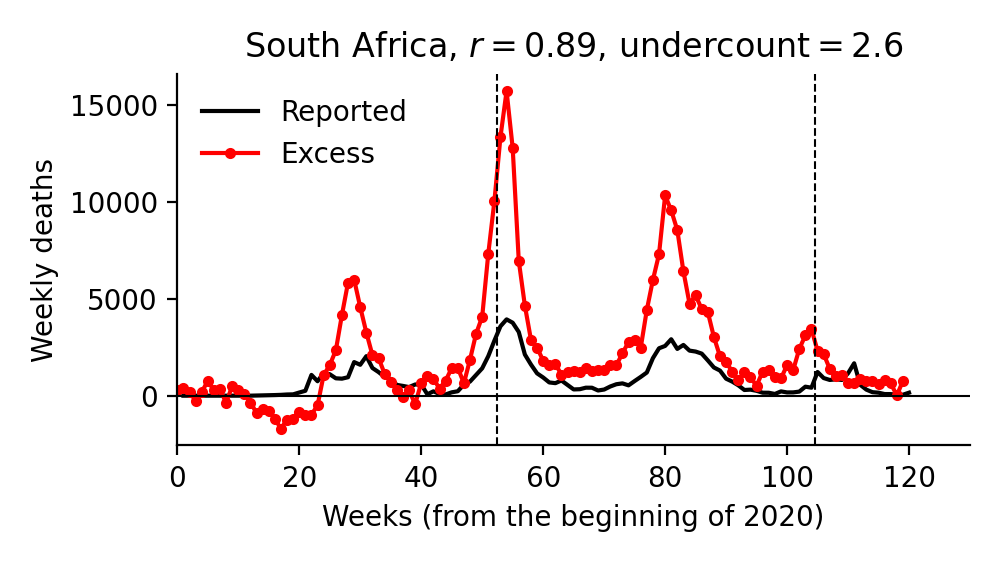 South Africa, r = 0.89, undercount = 2.6
Reported
Excess
Weekly deaths
15000
10000
5000
0
0 20 40 60 80 100 120
Weeks (from the beginning of 2020)